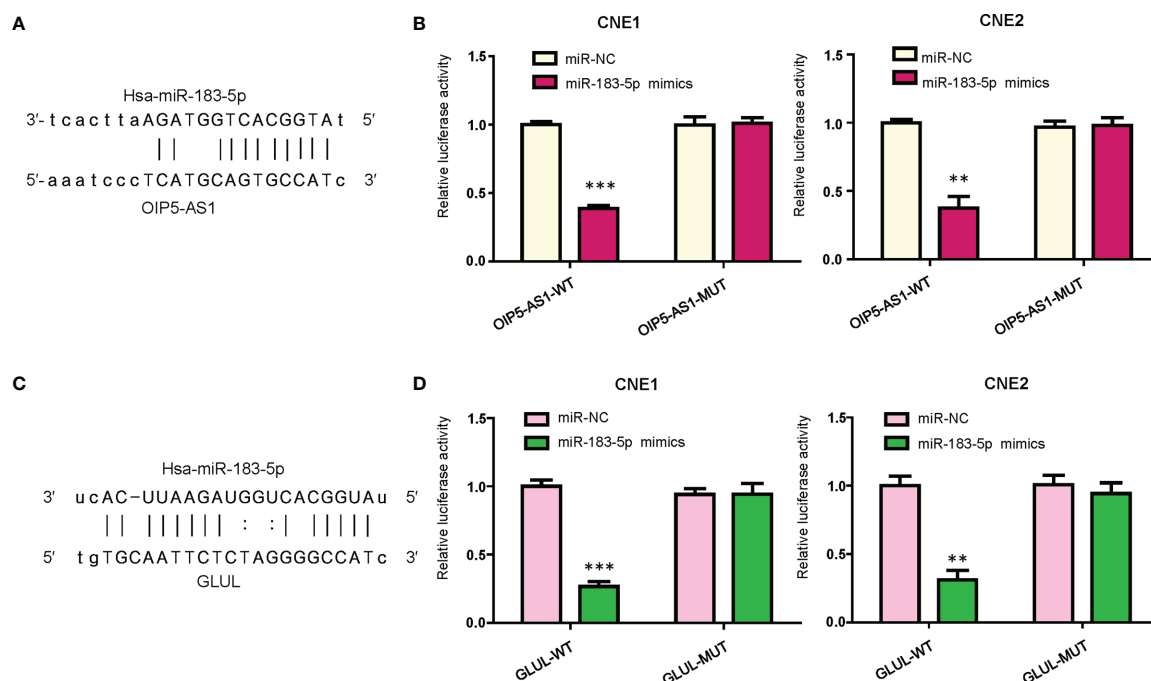 A
Hsa-miR-183-5p
3′- tcacttaAGATGGTCACGGTAt 5′
5′- aaatcccTCATGCAGTGCCATc 3′
OIP5-AS1
B
CNE1
miR-NC
miR-183-5p mimics
Relative luciferase activity
1.5
1.0
0.5
0.0
***
OIP5-AS1-WT
OIP5-AS1-MUT
CNE2
miR-NC
miR-183-5p mimics
Relative luciferase activity
1.5
1.0
0.5
0.0
**
OIP5-AS1-WT
OIP5-AS1-MUT
C
Hsa-miR-183-5p
3′ ucAC–UUAAGAUGGUCACGGUAu 5′
5′ tgTGCAATTCTCTAGGGGCCATc 3′
GLUL
D
CNE1
miR-NC
miR-183-5p mimics
Relative luciferase activity
1.5
1.0
0.5
0.0
***
GLUL-WT
GLUL-MUT
CNE2
miR-NC
miR-183-5p mimics
Relative luciferase activity
1.5
1.0
0.5
0.0
**
GLUL-WT
GLUL-MUT